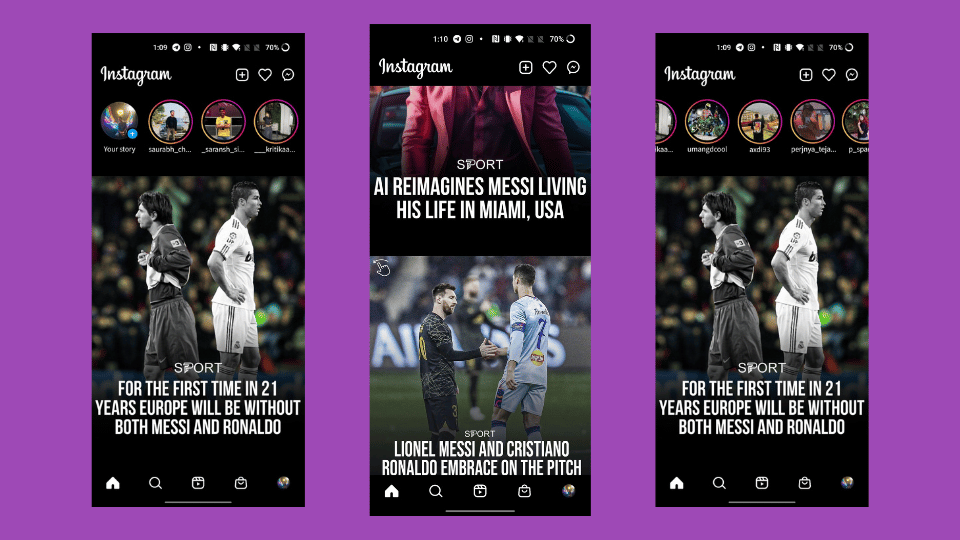 1:09
70%
Instagram
Your story
saurabh_ch...
_saransh_si...
___kritikaa...
SPORT
FOR THE FIRST TIME IN 21
YEARS EUROPE WILL BE WITHOUT
BOTH MESSI AND RONALDO
1:10
70%
Instagram
SPORT
AI REIMAGINES MESSI LIVING
HIS LIFE IN MIAMI, USA
7
SPORT
LIONEL MESSI AND CRISTIANO
RONALDO EMBRACE ON THE PITCH
1:09
70%
Instagram
ikaa...
umangdcool
axdi93
perjnya_teja...
p_spa
SPORT
FOR THE FIRST TIME IN 21
YEARS EUROPE WILL BE WITHOUT
BOTH MESSI AND RONALDO